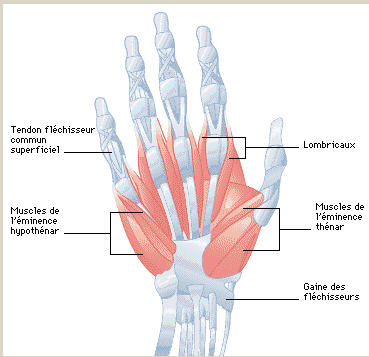 Tendon fléchisseur
commun
superficiel
Lombricaux
Muscles de
l'éminence
hypothénar
Muscles de
l'éminence
thénar
Gaine des
fléchisseurs